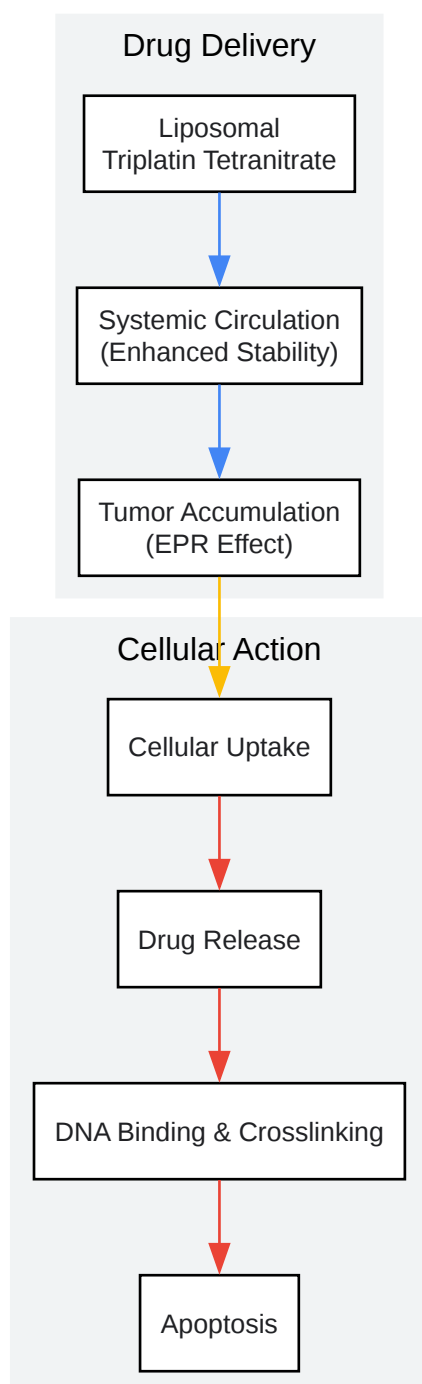 Drug Delivery
Liposomal
Triplatin Tetranitrate
Systemic Circulation
(Enhanced Stability)
Tumor Accumulation
(EPR Effect)
Cellular Action
Cellular Uptake
Drug Release
DNA Binding & Crosslinking
Apoptosis